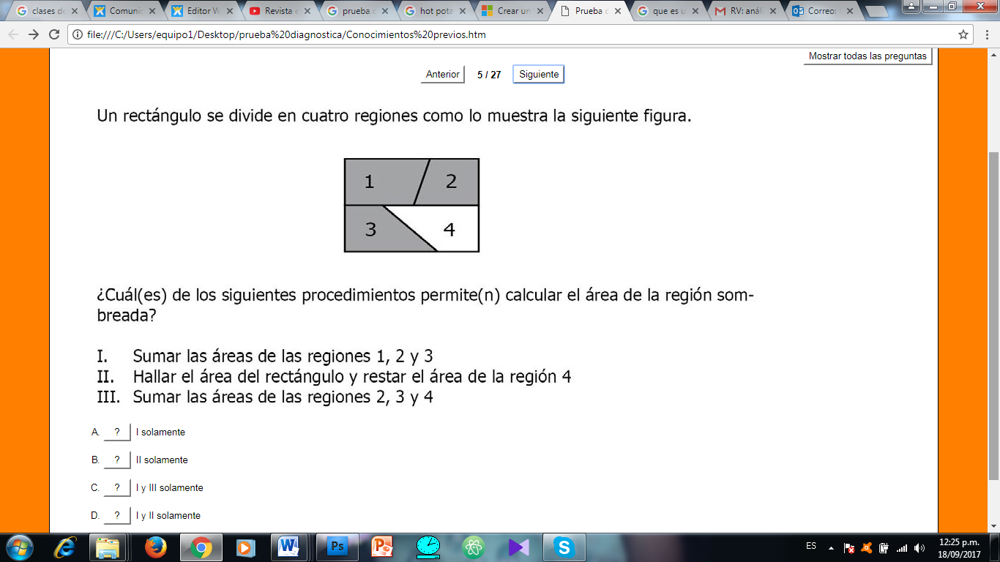 clases de
Comunic
Editor W
Revista e
prueba d
hot pota
Crear un
Prueba d
que es u
RV: análi
Correo:
file:///C:/Users/equipo1/Desktop/prueba%20diagnostica/Conocimientos%20previos.htm
Mostrar todas las preguntas
Anterior 5 / 27 Siguiente
Un rectángulo se divide en cuatro regiones como lo muestra la siguiente figura.
1 2
3 4
¿Cuál(es) de los siguientes procedimientos permite(n) calcular el área de la región som-
breada?
I. Sumar las áreas de las regiones 1, 2 y 3
II. Hallar el área del rectángulo y restar el área de la región 4
III. Sumar las áreas de las regiones 2, 3 y 4
A. ? I solamente
B. ? II solamente
C. ? I y III solamente
D. ? I y II solamente
ES
12:25 p.m.
18/09/2017